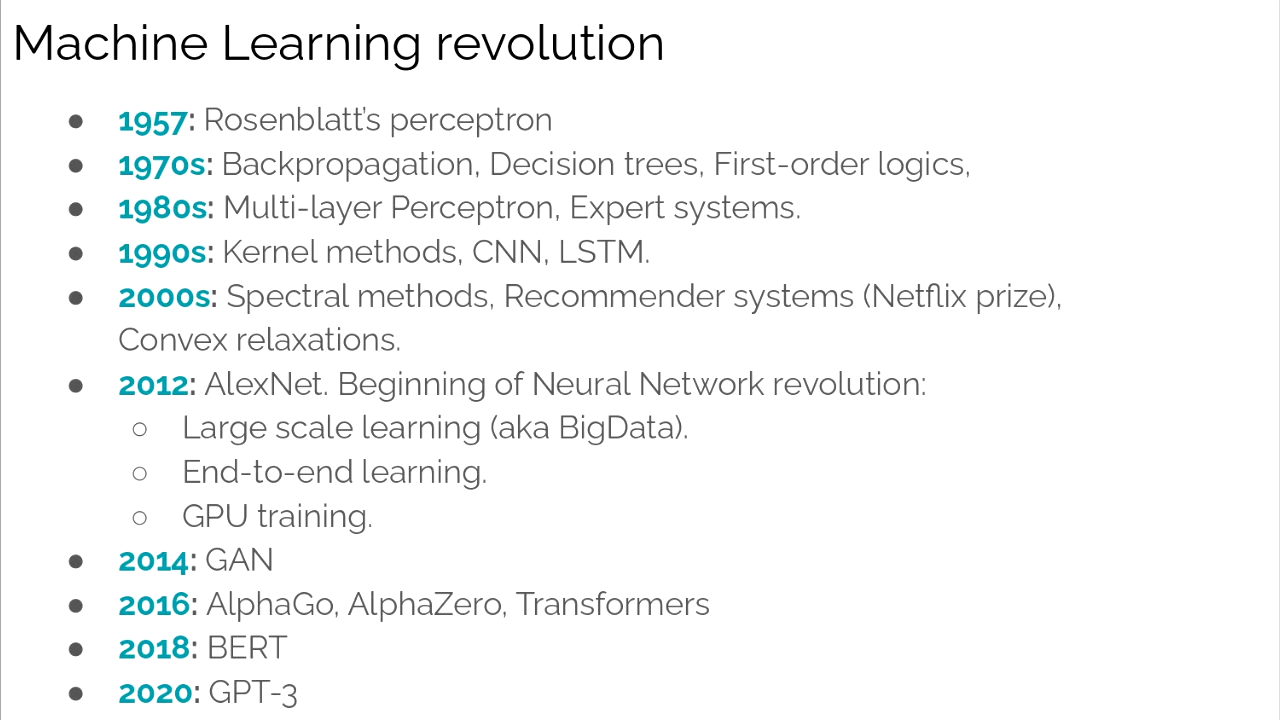 Machine Learning revolution
● 1957: Rosenblatt's perceptron
● 1970s: Backpropagation, Decision trees, First-order logics,
● 1980s: Multi-layer Perceptron, Expert systems.
● 1990s: Kernel methods, CNN, LSTM.
● 2000s: Spectral methods, Recommender systems (Netflix prize),
Convex relaxations.
● 2012: AlexNet. Beginning of Neural Network revolution:
○ Large scale learning (aka BigData).
○ End-to-end learning.
○ GPU training.
● 2014: GAN
● 2016: AlphaGo, AlphaZero, Transformers
● 2018: BERT
● 2020: GPT-3